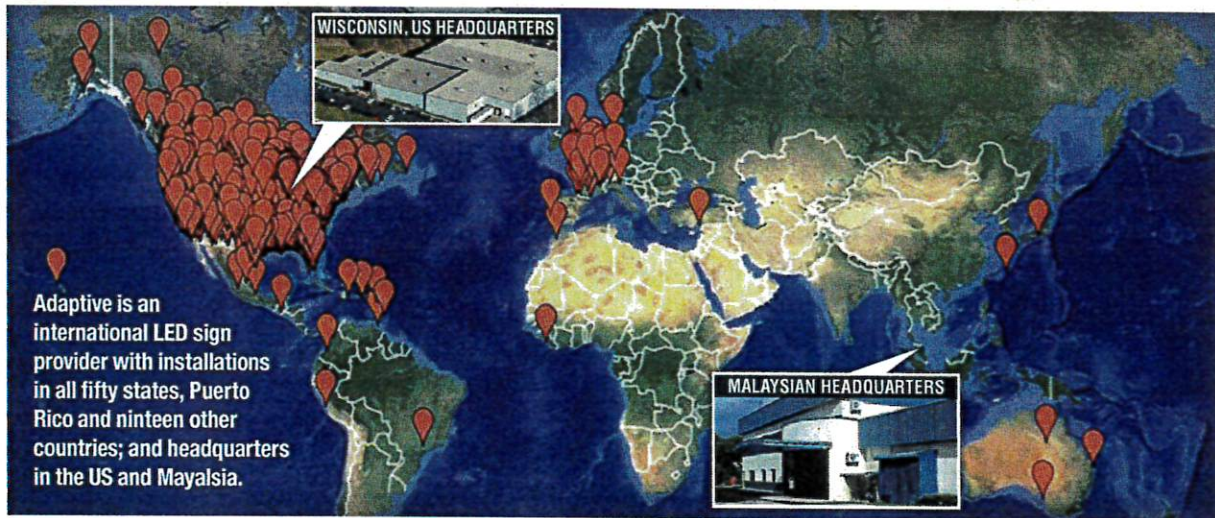 WISCONSIN, US HEADQUARTERS
Adaptive is an
international LED sign
provider with installations
in all fifty states, Puerto
Rico and ninteen other
countries; and headquarters
in the US and Mayalsia.
MALAYSIAN HEADQUARTERS